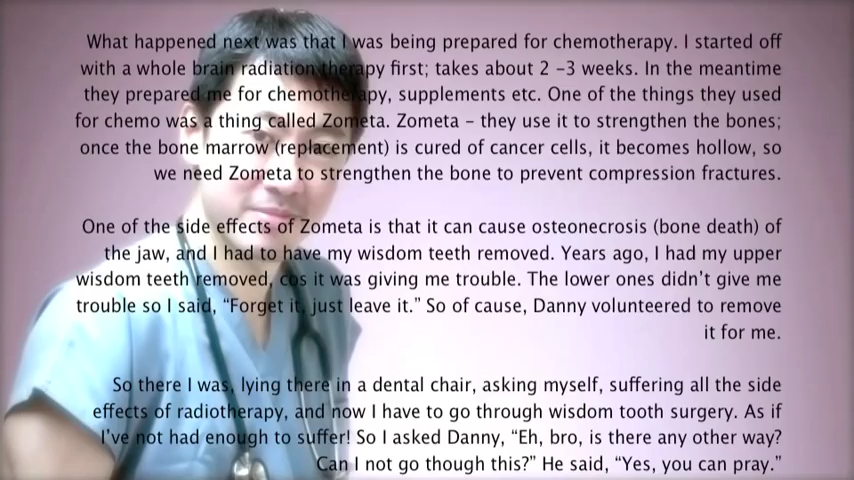 What happened next was that I was being prepared for chemotherapy. I started off
with a whole brain radiation therapy first; takes about 2 –3 weeks. In the meantime
they prepared me for chemotherapy, supplements etc. One of the things they used
for chemo was a thing called Zometa. Zometa – they use it to strengthen the bones;
once the bone marrow (replacement) is cured of cancer cells, it becomes hollow, so
we need Zometa to strengthen the bone to prevent compression fractures.
One of the side effects of Zometa is that it can cause osteonecrosis (bone death) of
the jaw, and I had to have my wisdom teeth removed. Years ago, I had my upper
wisdom teeth removed, cos it was giving me trouble. The lower ones didn’t give me
trouble so I said, “Forget it, just leave it.” So of cause, Danny volunteered to remove
it for me.
So there I was, lying there in a dental chair, asking myself, suffering all the side
effects of radiotherapy, and now I have to go through wisdom tooth surgery. As if
I’ve not had enough to suffer! So I asked Danny, “Eh, bro, is there any other way?
Can I not go though this?” He said, “Yes, you can pray.”